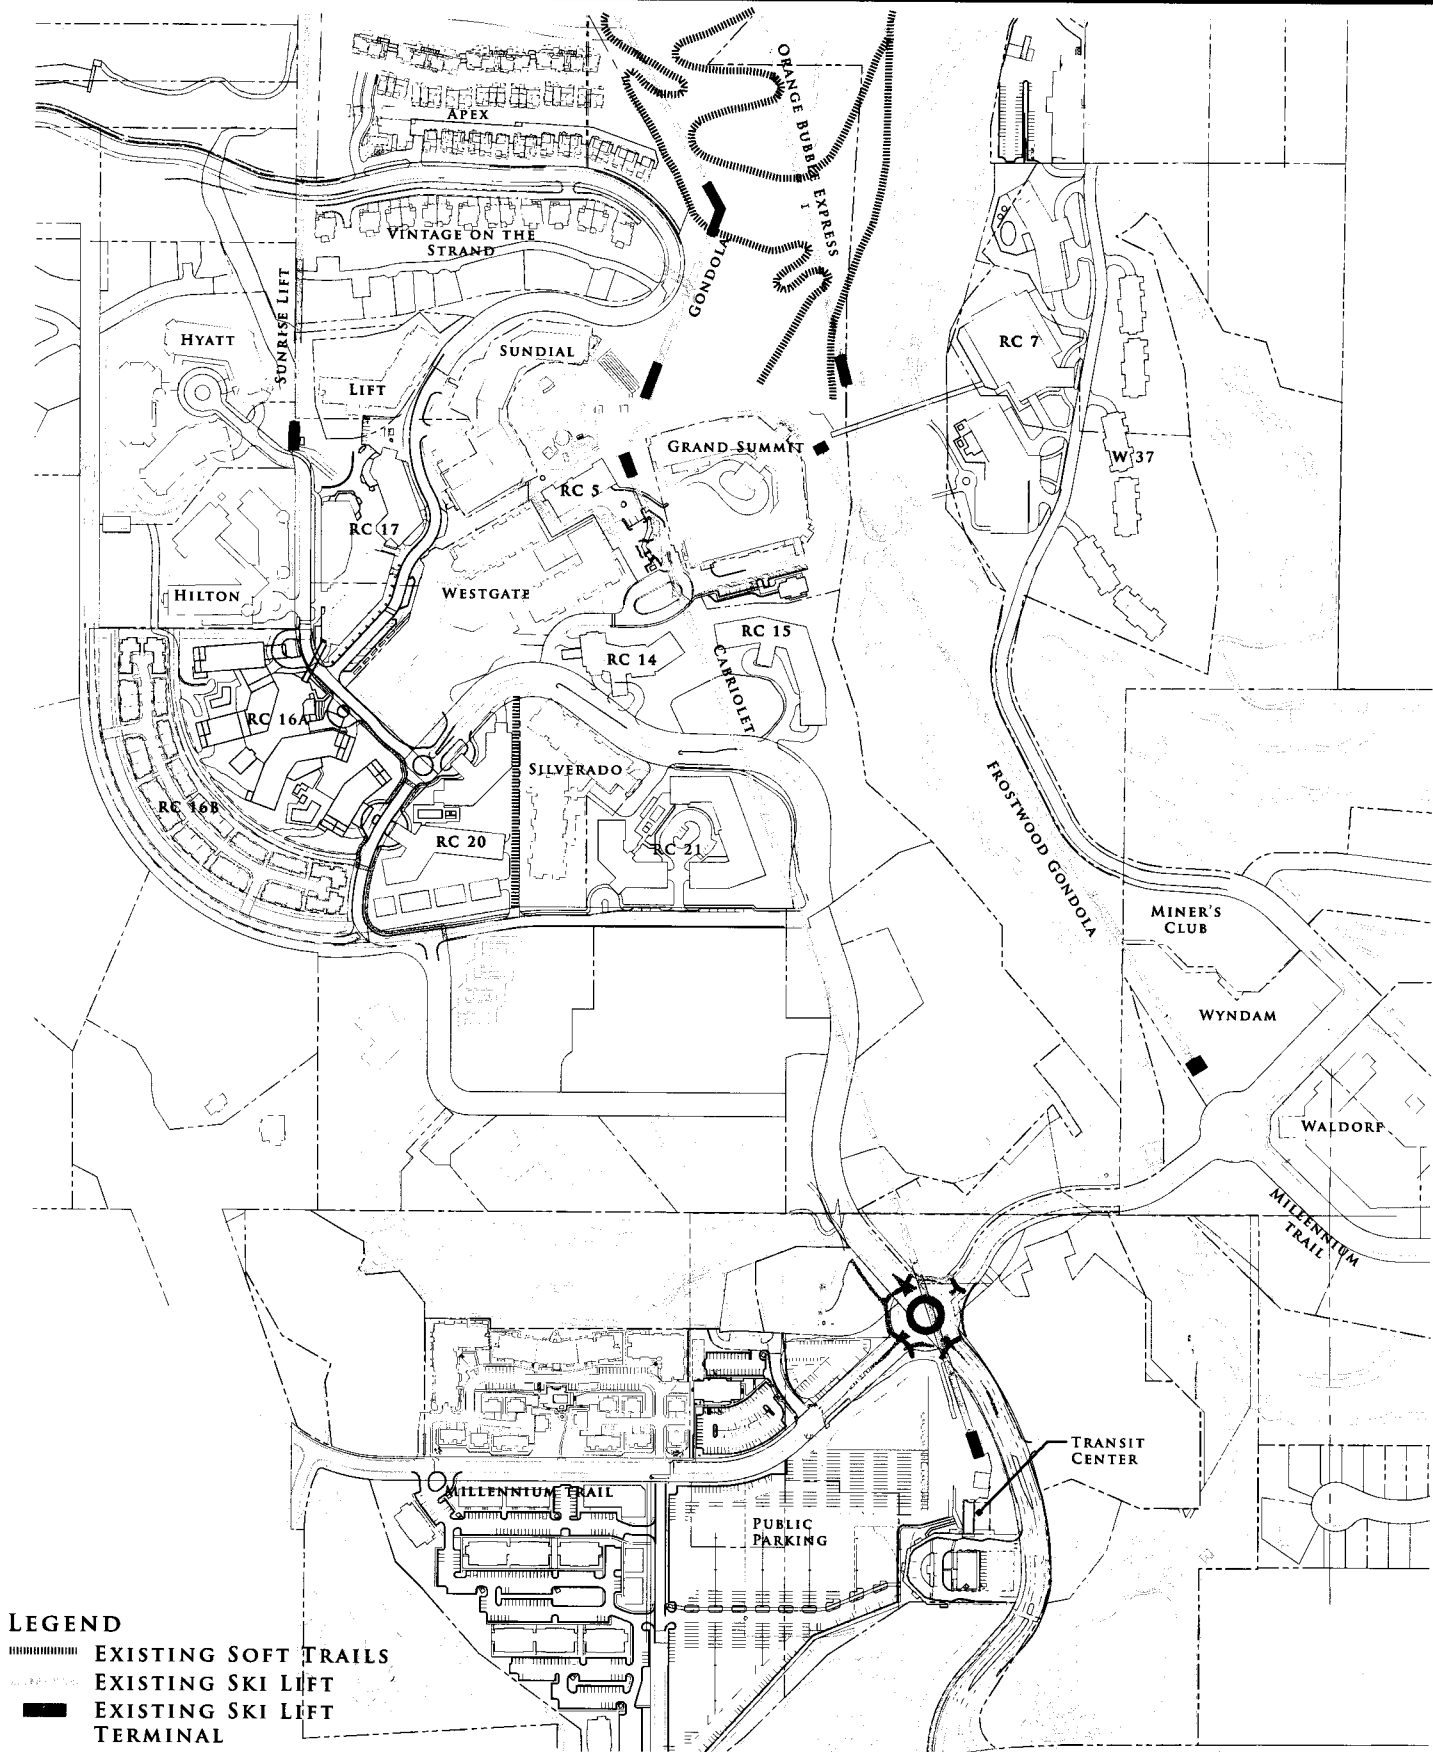 ORANGE BUBBLE EXPRESS
APEX
VINTAGE ON THE
STRAND
GONDOLA
SUNRISE LIFT
HYATT
SUNDIAL
RC 7
LIFT
GRAND SUMMIT
W 37
RC 5
RC 17
HILTON
WESTGATE
RC 15
RC 14
CABRIOLET
RC 16A
SILVERADO
FROSTWOOD GONDOLA
RC 16B
RC 20
RC 21
MINER'S
CLUB
WYNDAM
WALDORF
MILLENNIUM
TRAIL
TRANSIT
CENTER
MILLENNIUM TRAIL
PUBLIC
PARKING
LEGEND
EXISTING SOFT TRAILS
EXISTING SKI LIFT
EXISTING SKI LIFT
TERMINAL